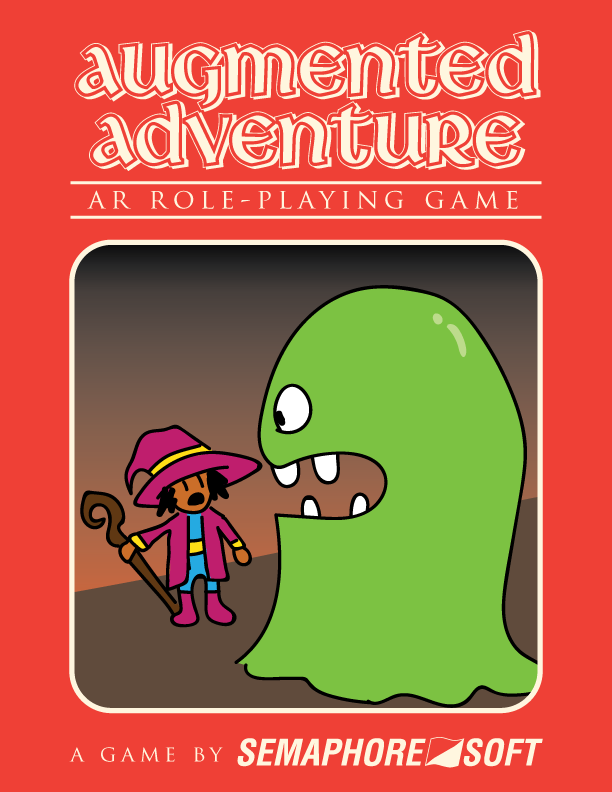 augmented
adventure
AR ROLE-PLAYING GAME
A GAME BY SEMAPHORE SOFT